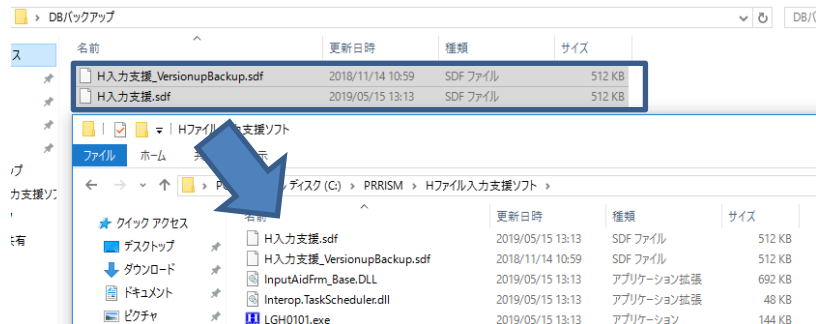 DBバックアップ
DB/
ス
名前 更新日時 種類 サイズ
H入力支援_VersionupBackup.sdf 2018/11/14 10:59 SDF ファイル 512 KB
H入力支援.sdf 2019/05/15 13:13 SDF ファイル 512 KB
Hファイル入力支援ソフト
ファイル ホーム 示
プ
カ支援ソフ
共有
ディスク (C:) PRRISM Hファイル入力支援ソフト
クイック アクセス
名前 更新日時 種類 サイズ
デスクトップ
H入力支援.sdf 2019/05/15 13:13 SDF ファイル 512 KB
ダウンロード
H入力支援_VersionupBackup.sdf 2018/11/14 10:59 SDF ファイル 512 KB
ドキュメント
InputAidFrm_Base.DLL 2019/05/15 13:13 アプリケーション拡張 692 KB
Interop.TaskScheduler.dll 2019/05/15 13:13 アプリケーション拡張 48 KB
ピクチャ
LGH0101.exe 2019/05/15 13:13 アプリケーション 144 KB